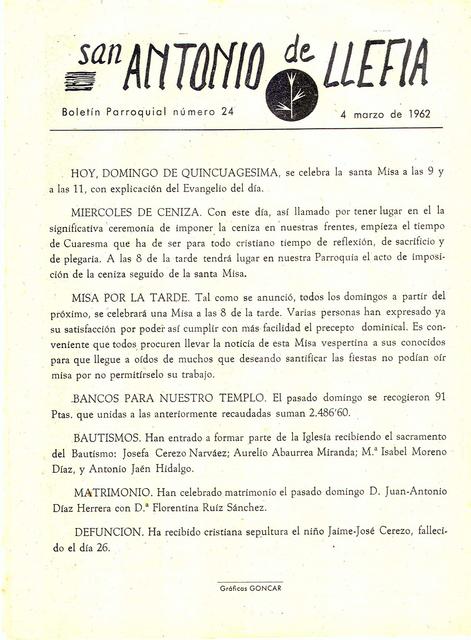 san ANTONIO de LLEFIA
Boletín Parroquial número 24
4 marzo de 1962
HOY, DOMINGO DE QUINCUAGESIMA, se celebra la santa Misa a las 9 y
a las 11, con explicación del Evangelio del día.
MIERCOLES DE CENIZA. Con este día, así llamado por tener lugar en el la
significativa ceremonia de imponer la ceniza en nuestras frentes, empieza el tiempo
de Cuaresma que ha de ser para todo cristiano tiempo de reflexión, de sacrificio y
de plegaria. A las 8 de la tarde tendrá lugar en nuestra Parroquia el acto de imposi-
ción de la ceniza seguido de la santa Misa.
MISA POR LA TARDE. Tal como se anunció, todos los domingos a partir del
próximo, se celebrará una Misa a las 8 de la tarde. Varias personas han expresado ya
su satisfacción por poder así cumplir con más facilidad el precepto dominical. Es con-
veniente que todos procuren llevar la noticia de esta Misa vespertina a sus conocidos
para que llegue a oídos de muchos que deseando santificar las fiestas no podían oír
misa por no permitírselo su trabajo.
BANCOS PARA NUESTRO TEMPLO. El pasado domingo se recogieron 91
Ptas. que unidas a las anteriormente recaudadas suman 2.486'60.
BAUTISMOS. Han entrado a formar parte de la Iglesia recibiendo el sacramento
del Bautismo: Josefa Cerezo Narváez; Aurelio Abaurrea Miranda; M.ª Isabel Moreno
Díaz, y Antonio Jaén Hidalgo.
MATRIMONIO. Han celebrado matrimonio el pasado domingo D. Juan-Antonio
Díaz Herrera con D.ª Florentina Ruíz Sánchez.
DEFUNCION. Ha recibido cristiana sepultura el niño Jaime-José Cerezo, falleci-
do el día 26.
Gráficas GONCAR